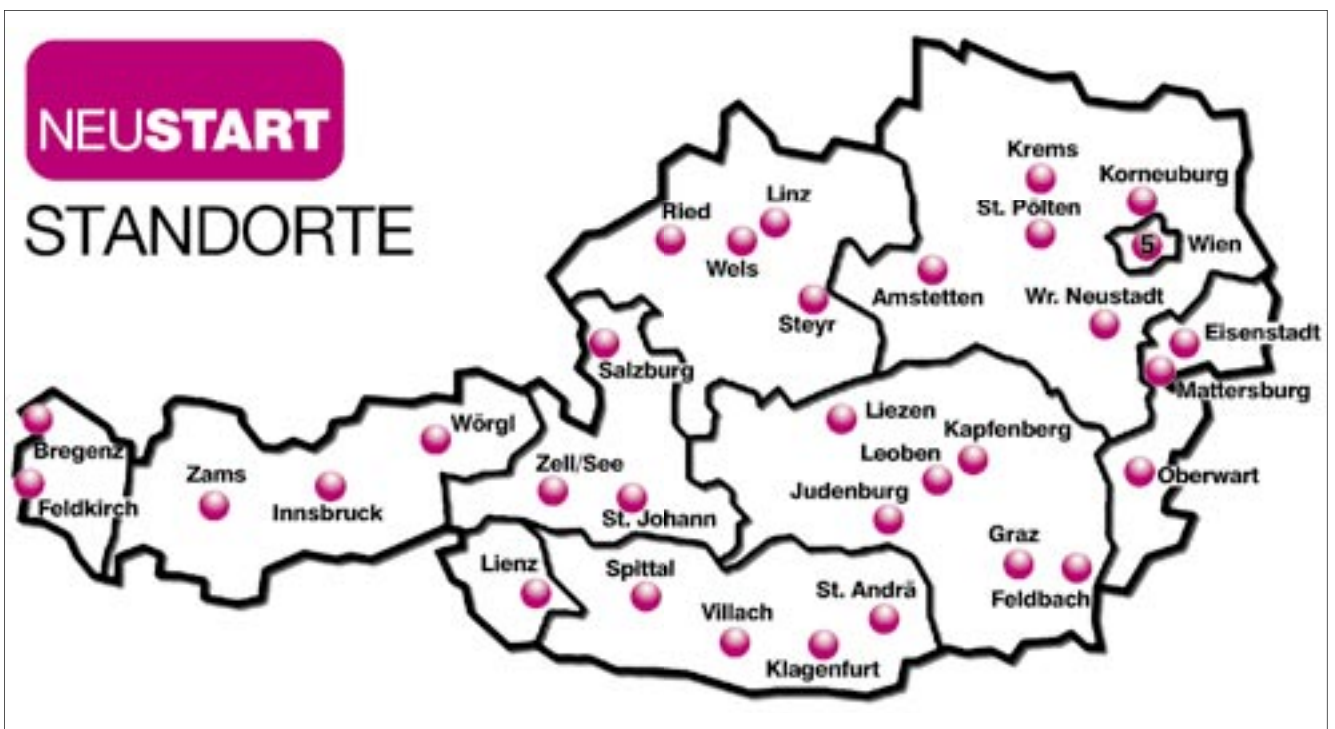 NEUSTART
STANDORTE
Krems
Korneuburg
Linz
Ried
St. Pölten
5 Wien
Wels
Amstetten
Wr. Neustadt
Steyr
Eisenstadt
Salzburg
Mattersburg
Liezen
Wörgl
Kapfenberg
Bregenz
Leoben
Zell/See
Zams
Oberwart
Judenburg
Feldkirch
Innsbruck
St. Johann
Graz
Lienz
Spittal
St. Andrä
Feldbach
Villach
Klagenfurt